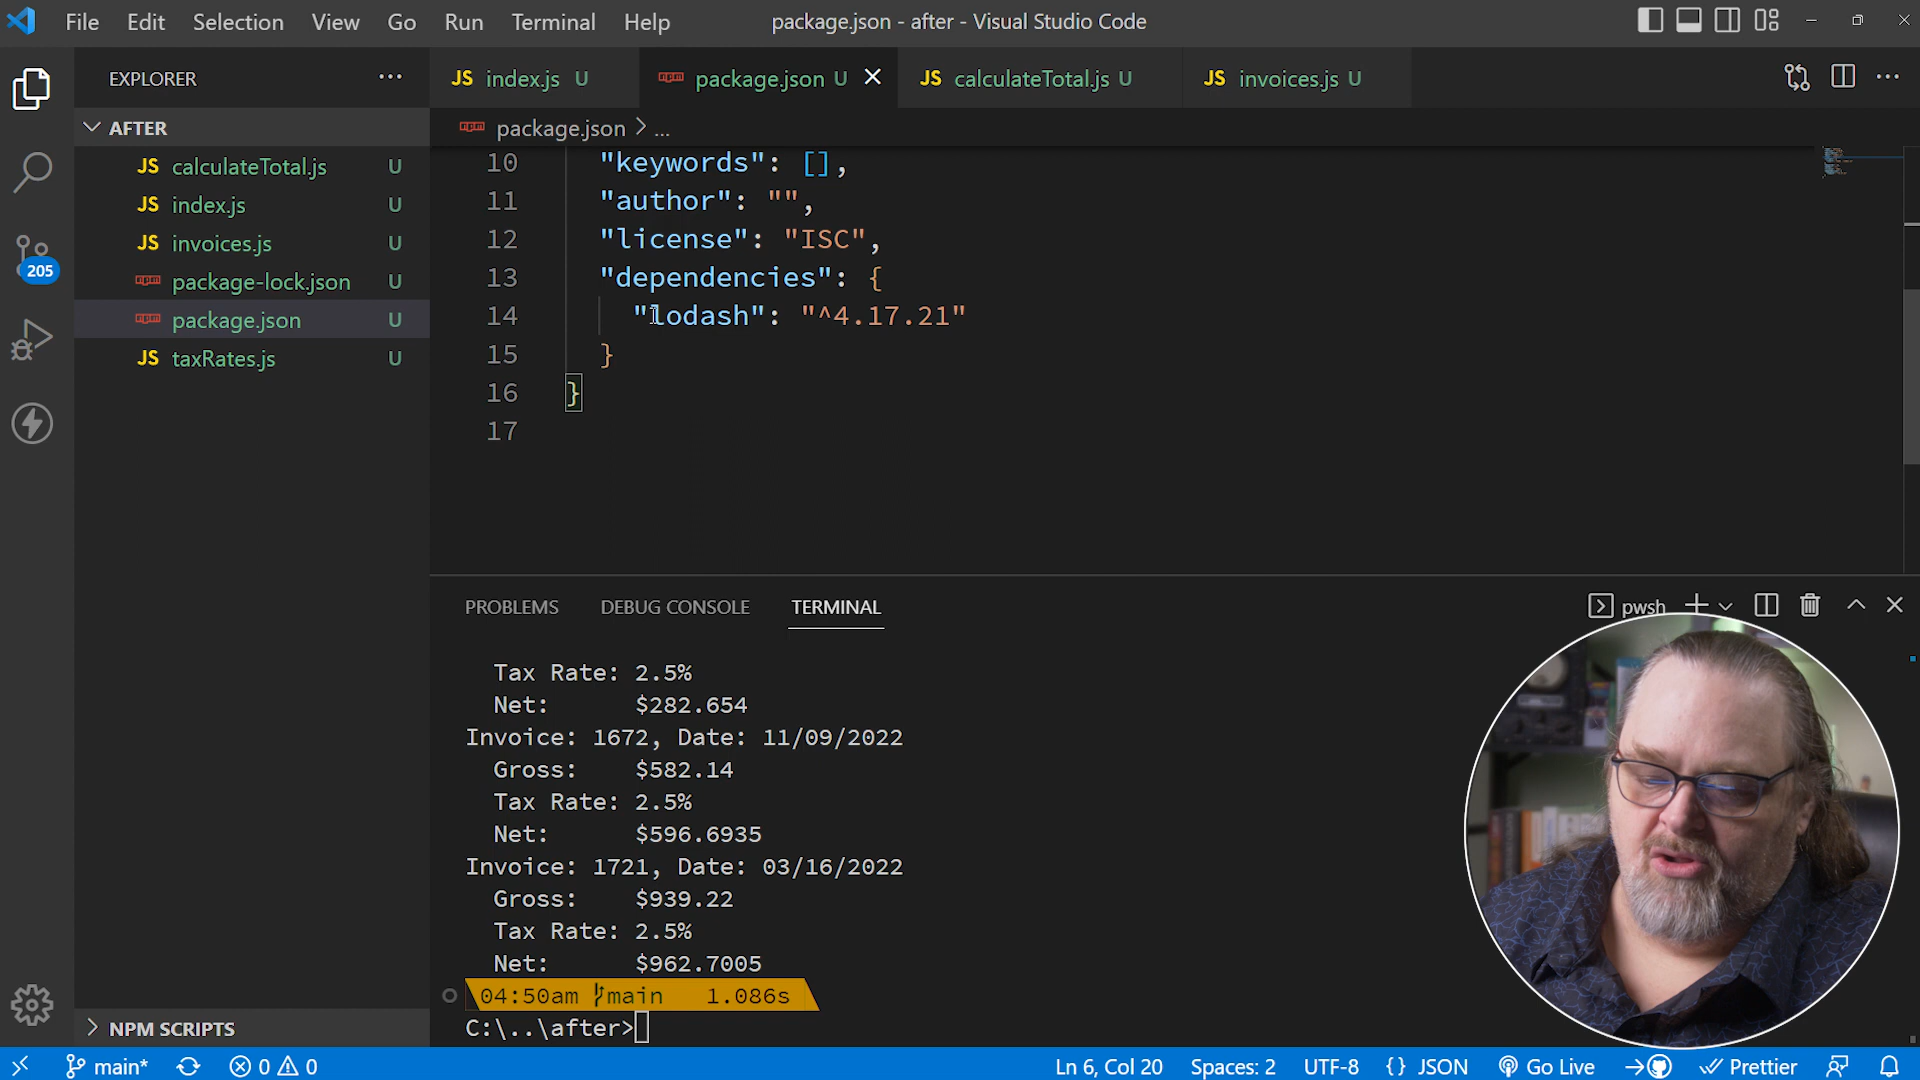 File Edit Selection View Go Run Terminal Help
package.json - after - Visual Studio Code
EXPLORER
AFTER
JS calculateTotal.js U
JS index.js U
JS invoices.js U
package-lock.json U
package.json U
JS taxRates.js U
NPM SCRIPTS
205
JS index.js U
package.json U
JS calculateTotal.js U
JS invoices.js U
package.json > ...
10 "keywords": [],
11 "author": "",
12 "license": "ISC",
13 "dependencies": {
14 "lodash": "^4.17.21"
15 }
16 }
17
PROBLEMS DEBUG CONSOLE TERMINAL
pwsh
Tax Rate: 2.5%
Net: $282.654
Invoice: 1672, Date: 11/09/2022
Gross: $582.14
Tax Rate: 2.5%
Net: $596.6935
Invoice: 1721, Date: 03/16/2022
Gross: $939.22
Tax Rate: 2.5%
Net: $962.7005
04:50am main 1.086s
C:\..\after>
main* 0 0 Ln 6, Col 20 Spaces: 2 UTF-8 {} JSON Go Live Prettier